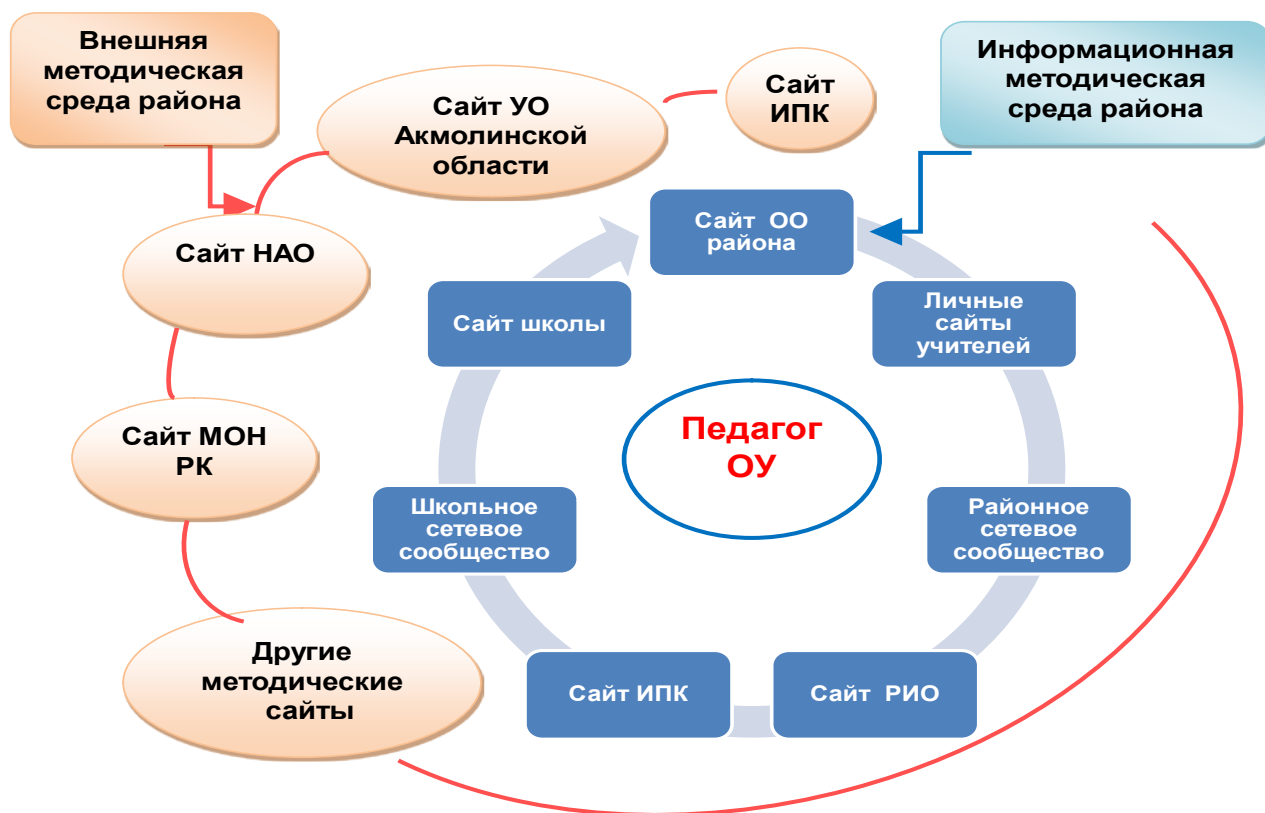 Внешняя
методическая
среда района
Сайт УО
Акмолинской
области
Сайт
ИПК
Информационная
методическая
среда района
Сайт НАО
Сайт МОН
РК
Другие
методические
сайты
Сайт ОО
района
Личные
сайты
учителей
Районное
сетевое
сообщество
Сайт РИО
Сайт ИПК
Школьное
сетевое
сообщество
Сайт школы
Педагог
ОУ